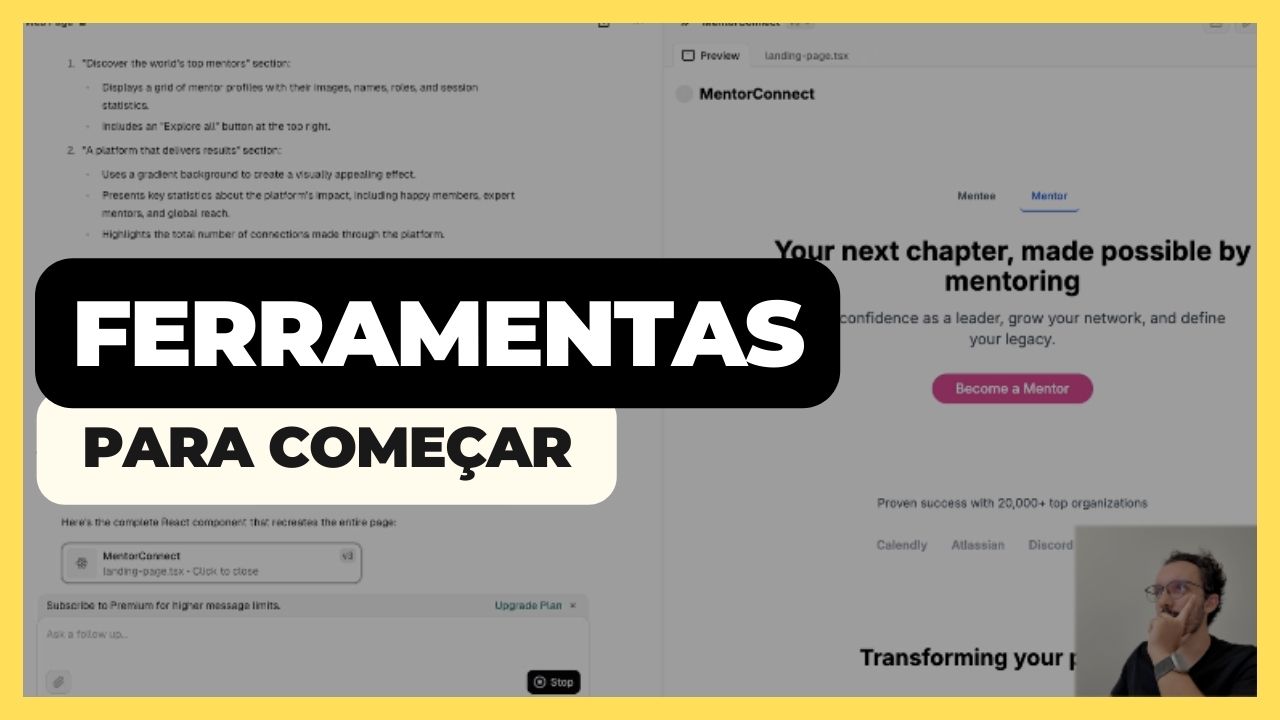 1. "Discover the world's top mentors" section:
- Displays a grid of mentor profiles with their images, names, roles, and session
statistics.
- Includes an "Explore all" button at the top right.
2. "A platform that delivers results" section:
- Uses a gradient background to create a visually appealing effect.
- Presents key statistics about the platform's impact, including happy members, expert
mentors, and global reach.
- Highlights the total number of connections made through the platform.
FERRAMENTAS
PARA COMEÇAR
Here's the complete React component that recreates the entire page:
MentorConnect v3
landing-page.tsx - Click to close
Subscribe to Premium for higher message limits. Upgrade Plan ×
Ask a follow up...
Stop
Preview landing-page.tsx
MentorConnect
Mentee Mentor
Your next chapter, made possible by
mentoring
confidence as a leader, grow your network, and define
your legacy.
Become a Mentor
Proven success with 20,000+ top organizations
Calendly Atlassian Discord
Transforming your p